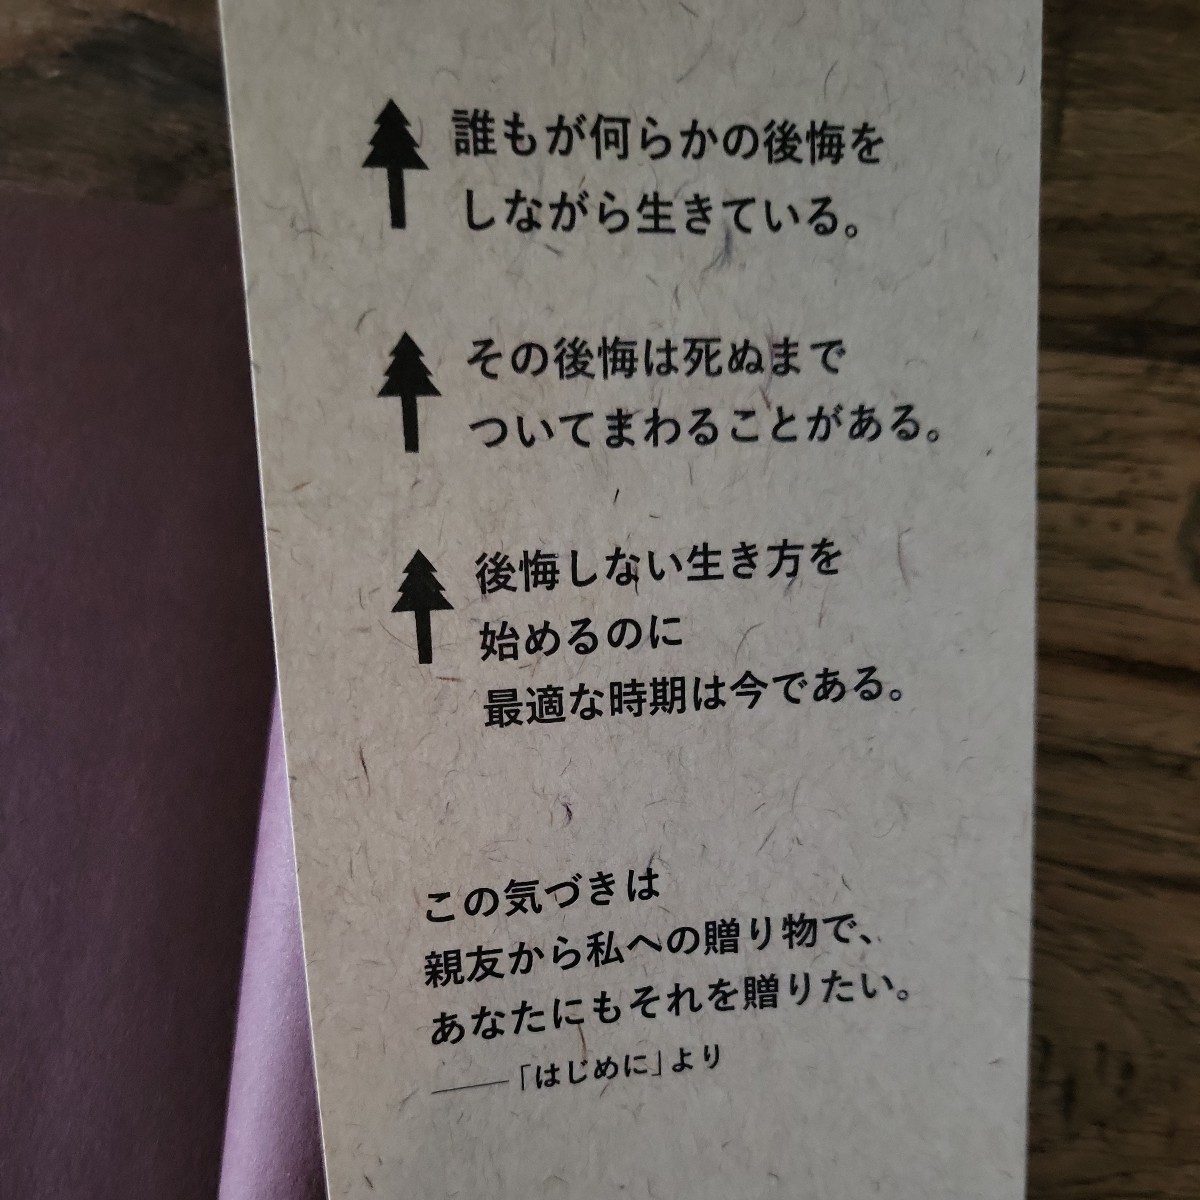 誰もが何らかの後悔を
しながら生きている。
その後悔は死ぬまで
ついてまわることがある。
後悔しない生き方を
始めるのに
最適な時期は今である。
この気づきは
親友から私への贈り物で、
あなたにもそれを贈りたい。
——「はじめに」より